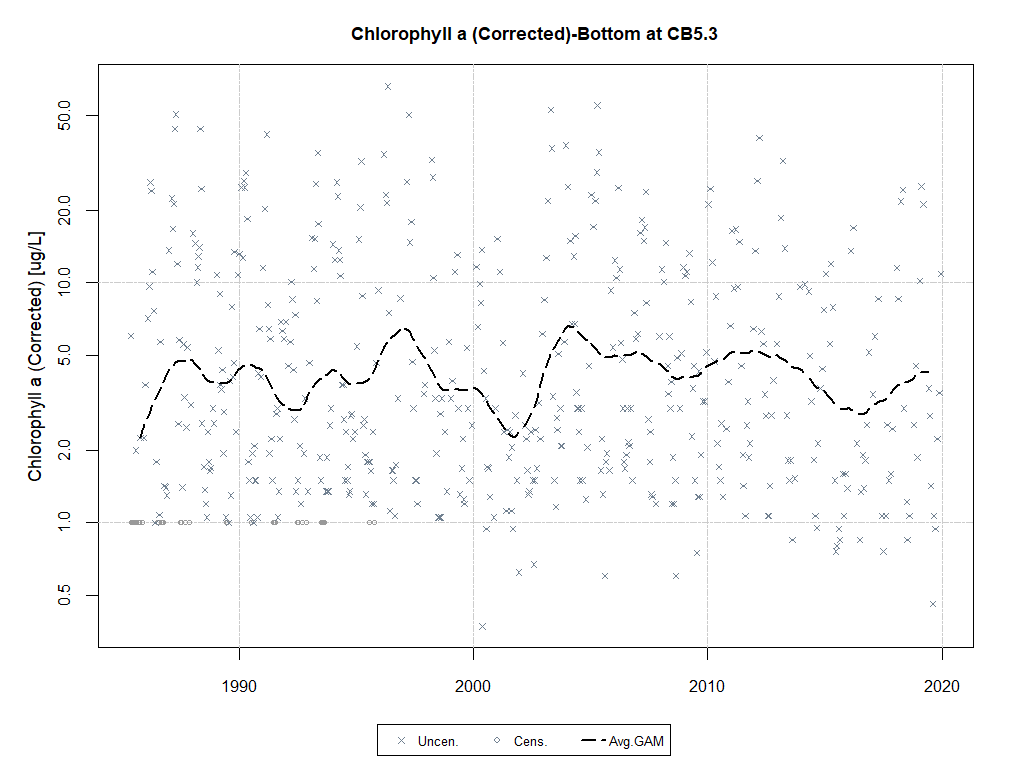 Chlorophyll a (Corrected)-Bottom at CB5.3
Chlorophyll a (Corrected) [ug/L]
50.0
20.0
10.0
5.0
2.0
1.0
0.5
1990
2000
2010
2020
Uncen.
Cens.
Avg.GAM